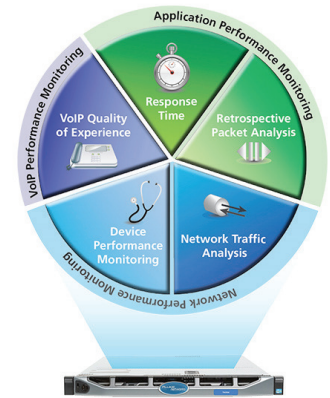 Application Performance Monitoring
VoIP Performance Monitoring
Response
Time
VoIP Quality
of Experience
Retrospective
Packet Analysis
Device
Performance
Monitoring
Network Traffic
Analysis
Network Performance Monitoring